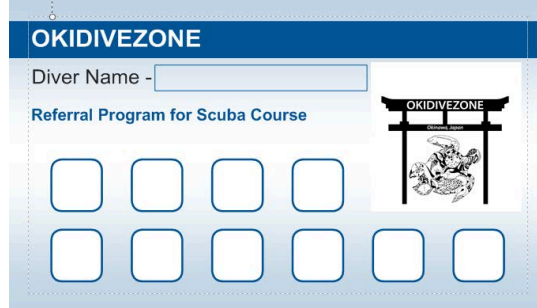 OKIDIVEZONE
Diver Name -
Referral Program for Scuba Course
OKIDIVEZONE
Okinawa, Japan